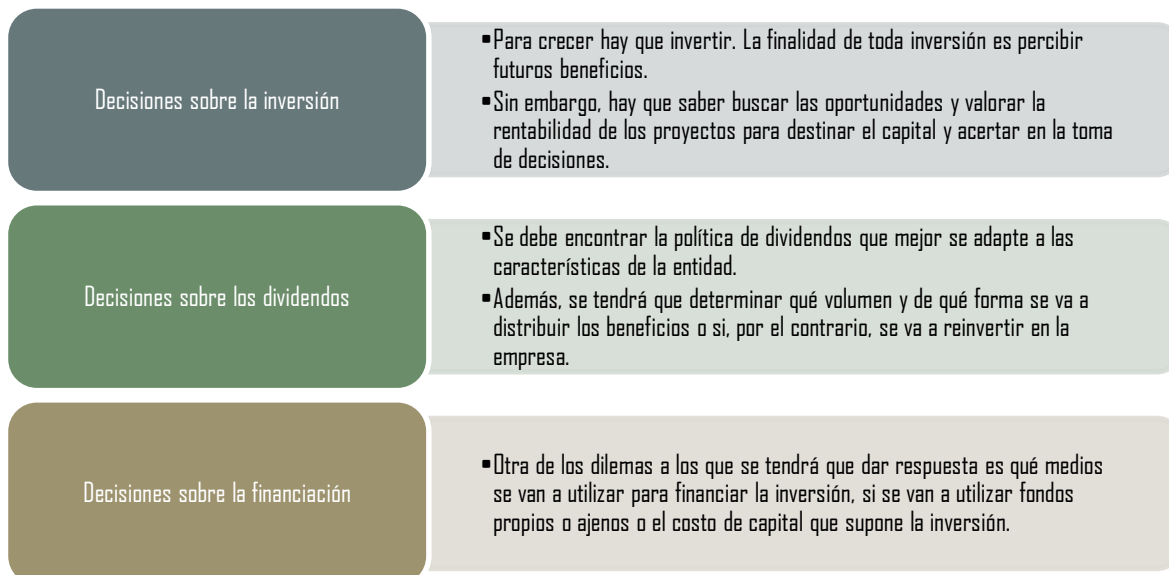 Decisiones sobre la inversión
▪Para crecer hay que invertir. La finalidad de toda inversión es percibir
futuros beneficios.
▪Sin embargo, hay que saber buscar las oportunidades y valorar la
rentabilidad de los proyectos para destinar el capital y acertar en la toma
de decisiones.
Decisiones sobre los dividendos
▪Se debe encontrar la política de dividendos que mejor se adapte a las
características de la entidad.
▪Además, se tendrá que determinar qué volumen y de qué forma se va a
distribuir los beneficios o si, por el contrario, se va a reinvertir en la
empresa.
Decisiones sobre la financiación
▪Otra de los dilemas a los que se tendrá que dar respuesta es qué medios
se van a utilizar para financiar la inversión, si se van a utilizar fondos
propios o ajenos o el costo de capital que supone la inversión.